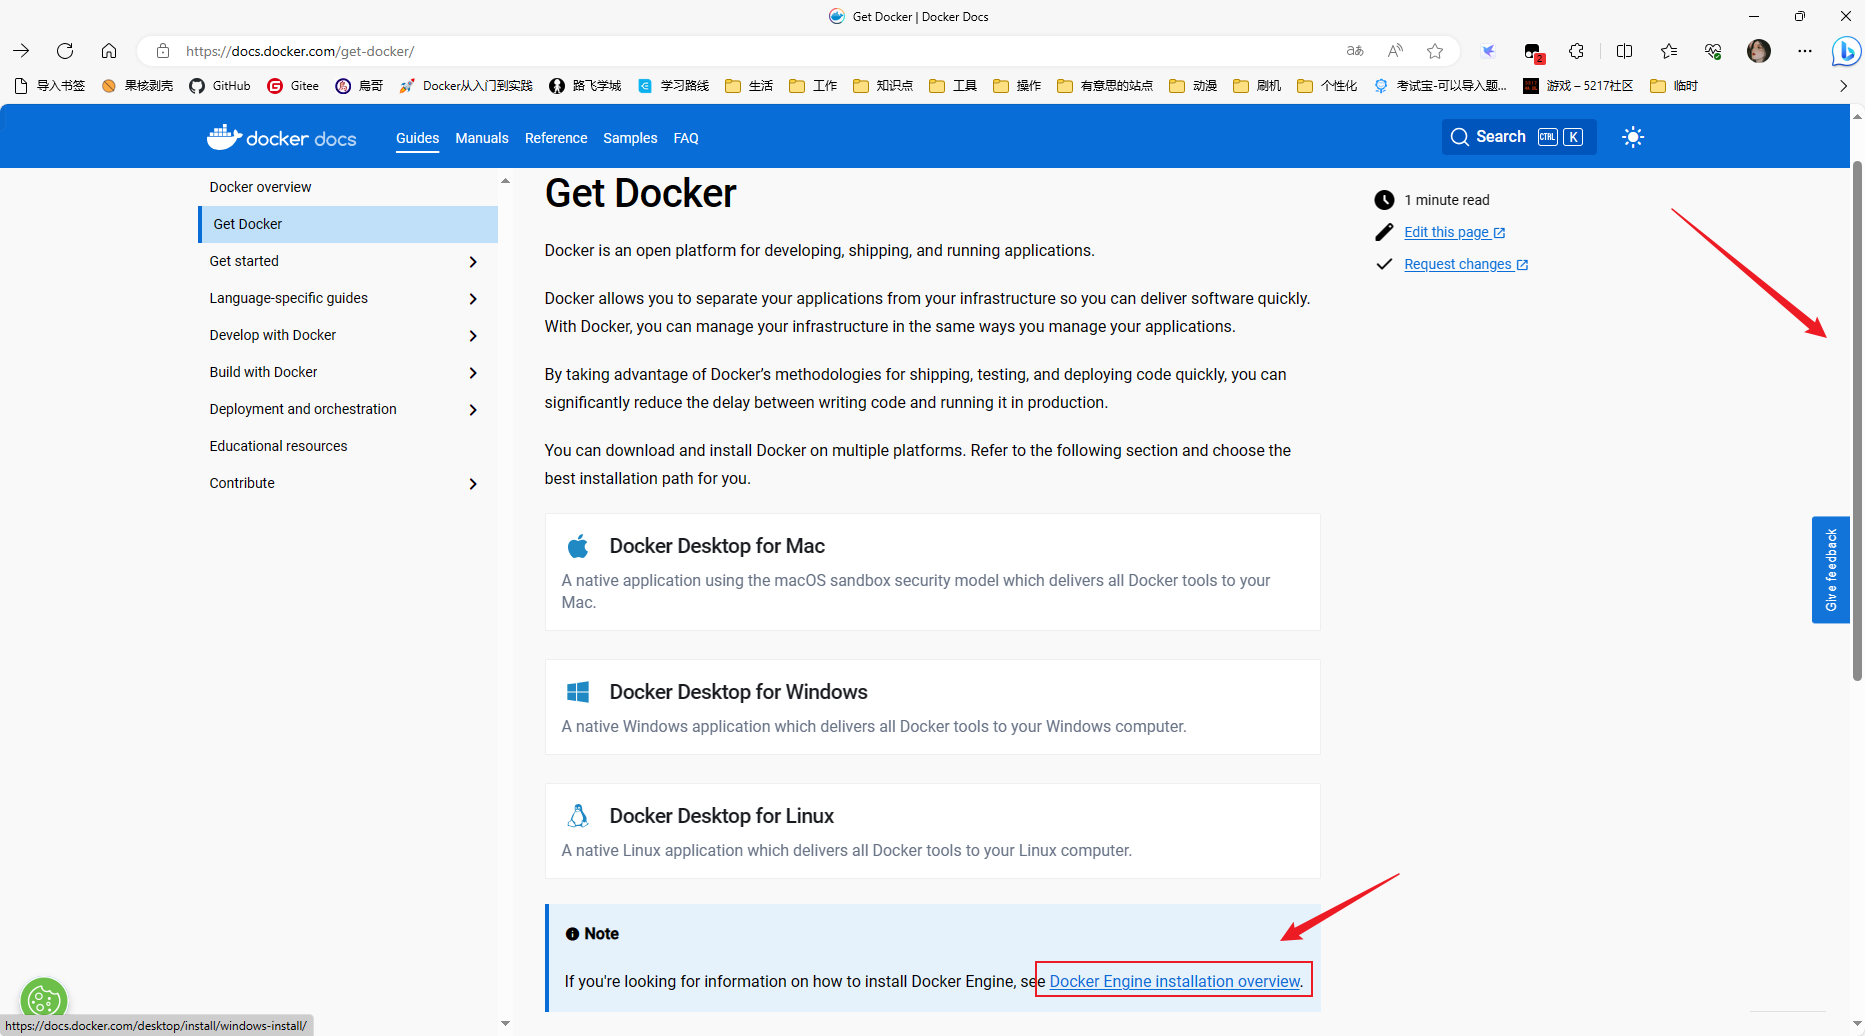 Get Docker | Docker Docs
https://docs.docker.com/get-docker/
aあ
A
2
导入书签
果核剥壳
GitHub
Gitee
鸟哥
Docker从入门到实践
路飞学城
学习路线
生活
工作
知识点
工具
操作
有意思的站点
动漫
刷机
个性化
考试宝-可以导入题...
游戏 – 5217社区
临时
docker docs
Guides
Manuals
Reference
Samples
FAQ
Search
CTRL
K
Docker overview
Get Docker
Get started
Language-specific guides
Develop with Docker
Build with Docker
Deployment and orchestration
Educational resources
Contribute
Get Docker
Docker is an open platform for developing, shipping, and running applications.
Docker allows you to separate your applications from your infrastructure so you can deliver software quickly.
With Docker, you can manage your infrastructure in the same ways you manage your applications.
By taking advantage of Docker’s methodologies for shipping, testing, and deploying code quickly, you can
significantly reduce the delay between writing code and running it in production.
You can download and install Docker on multiple platforms. Refer to the following section and choose the
best installation path for you.
Docker Desktop for Mac
A native application using the macOS sandbox security model which delivers all Docker tools to your
Mac.
Docker Desktop for Windows
A native Windows application which delivers all Docker tools to your Windows computer.
Docker Desktop for Linux
A native Linux application which delivers all Docker tools to your Linux computer.
Note
If you're looking for information on how to install Docker Engine, see Docker Engine installation overview.
1 minute read
Edit this page
Request changes
Give feedback
https://docs.docker.com/desktop/install/windows-install/